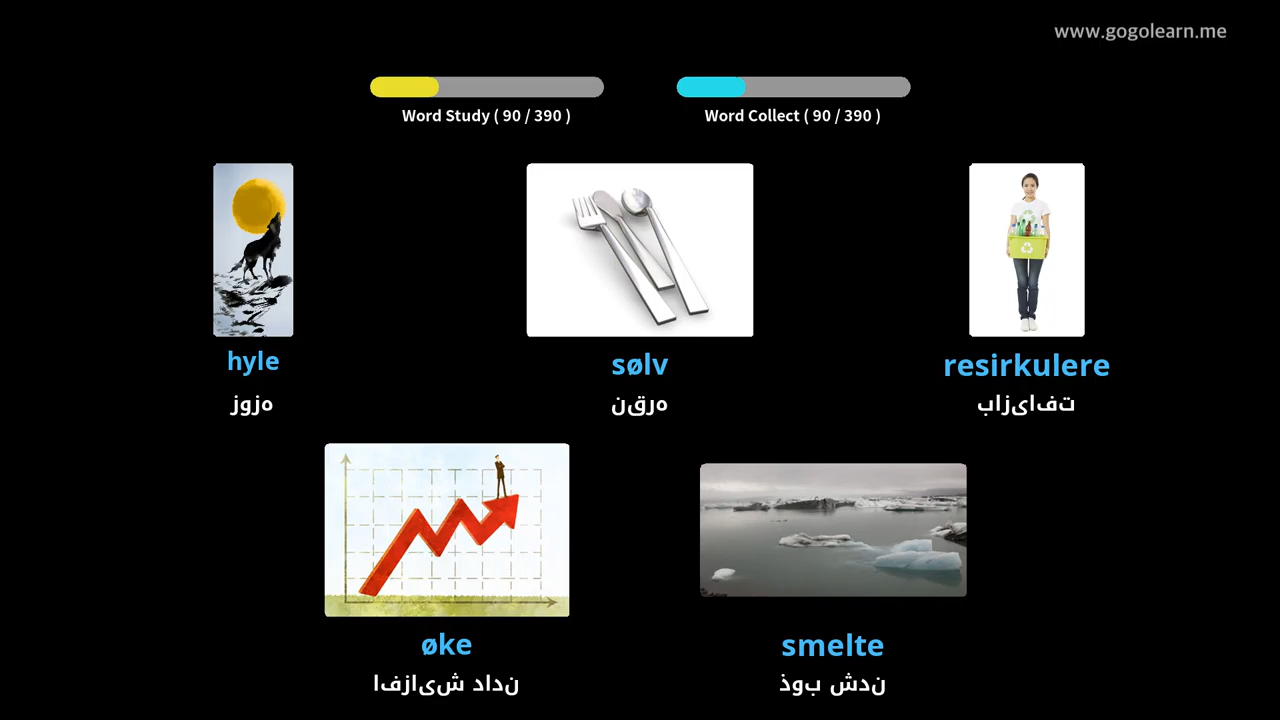 www.gogolearn.me
Word Study ( 90 / 390 )
Word Collect ( 90 / 390 )
hyle
زوزه
sølv
نقره
resirkulere
بازیافت
øke
افزایش دادن
smelte
ذوب شدن